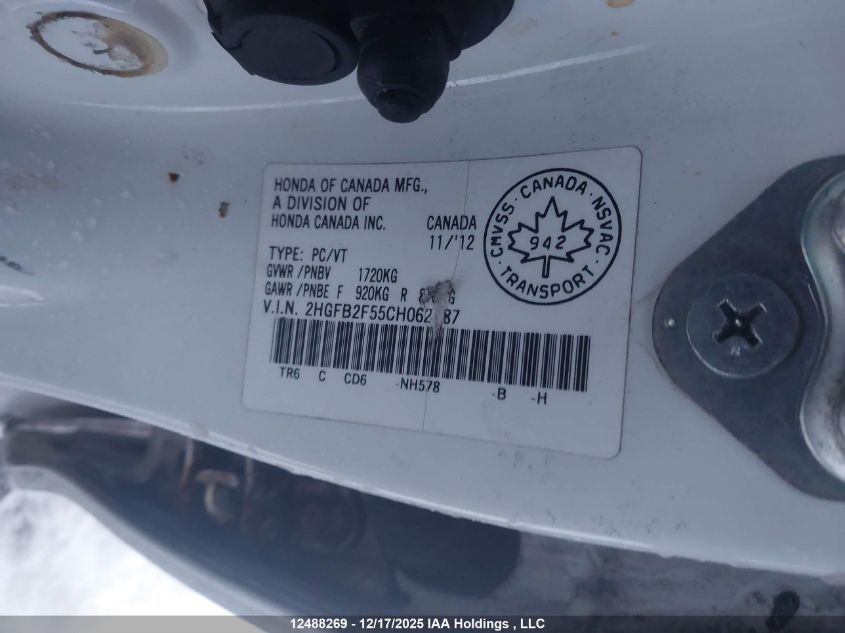 HONDA OF CANADA MFG.,
A DIVISION OF
HONDA CANADA INC. CANADA
11/'12
TYPE: PC/VT
GVWR/PNBV 1720KG
GAWR/PNBE F 920KG R
V.I.N.
TR6 C CD6 -NH578 -B -H
CMVSS · CANADA · NSVAC
942
· TRANSPORT ·
12488269 - 12/17/2025 IAA Holdings , LLC